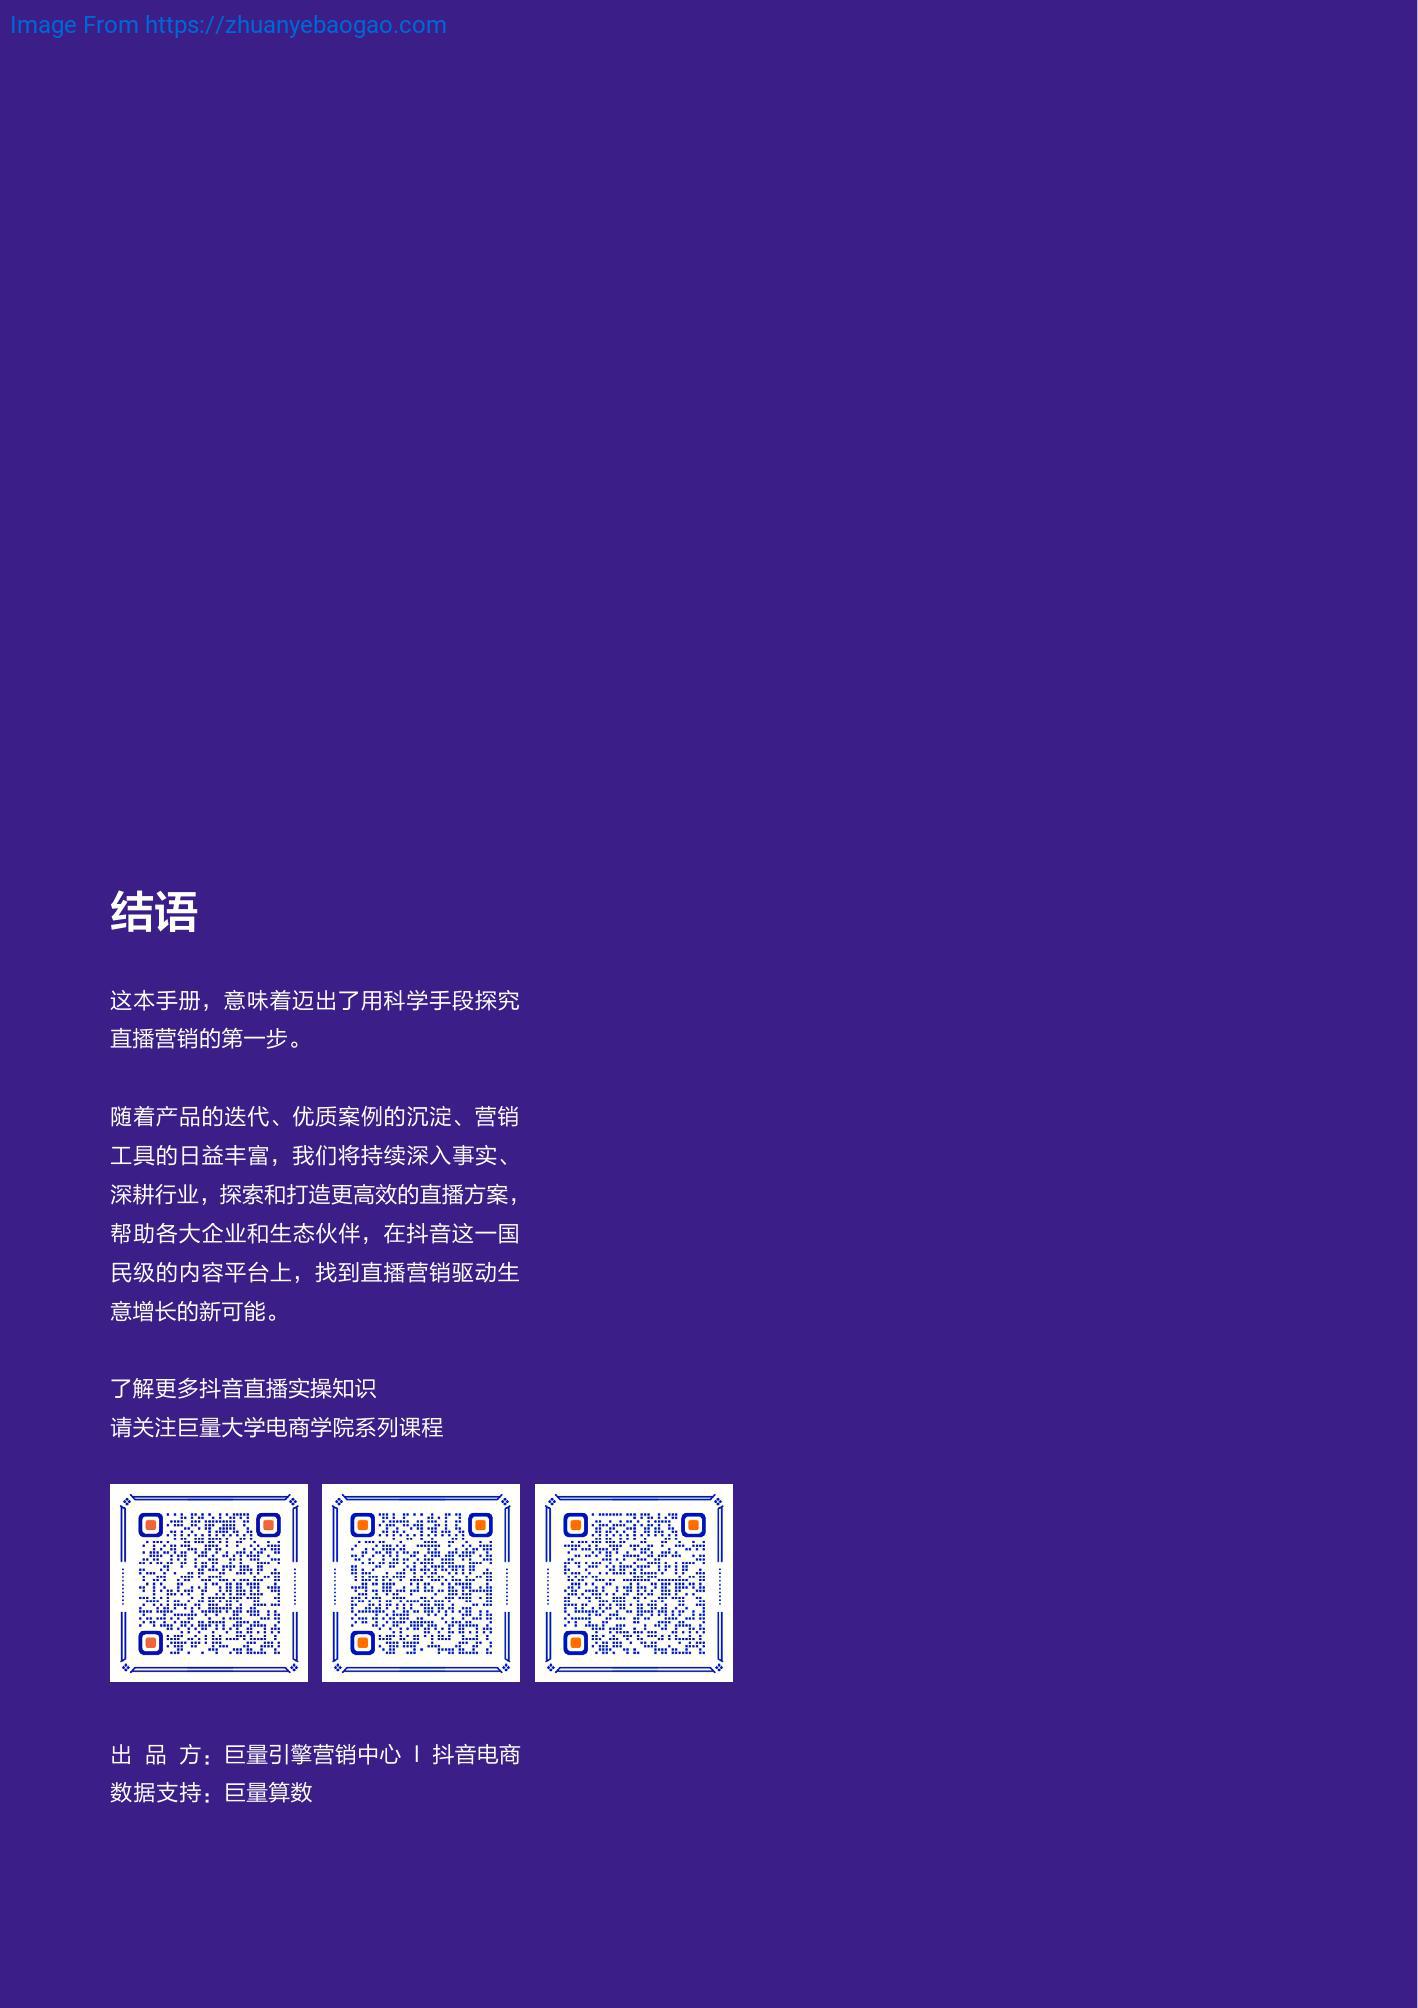 Image From https://zhuanyebaogao.com
结语
这本手册，意味着迈出了用科学手段探究
直播营销的第一步。
随着产品的迭代、优质案例的沉淀、营销
工具的日益丰富，我们将持续深入事实、
深耕行业，探索和打造更高效的直播方案，
帮助各大企业和生态伙伴，在抖音这一国
民级的内容平台上，找到直播营销驱动生
意增长的新可能。
了解更多抖音直播实操知识
请关注巨量大学电商学院系列课程
出 品 方：巨量引擎营销中心 | 抖音电商
数据支持：巨量算数